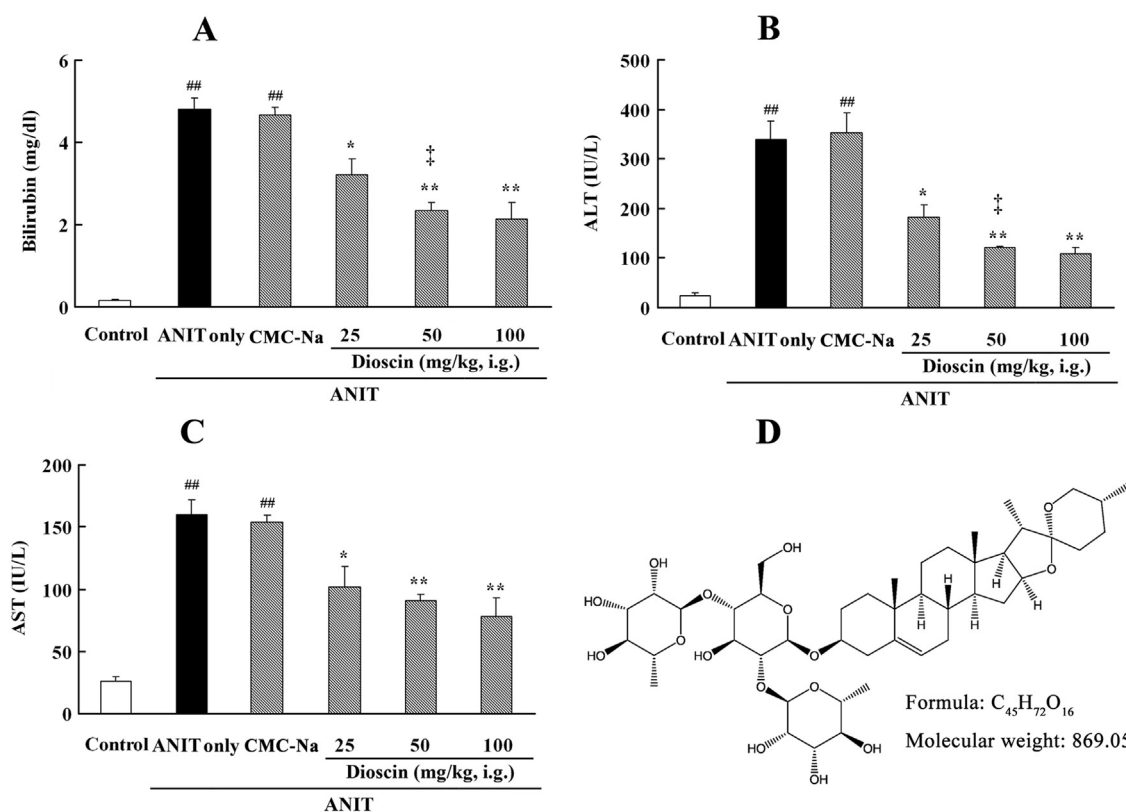 A
Bilirubin (mg/dl)
6
4
2
0
##
##
*
‡
**
**
Control
ANIT only
CMC-Na
25
50
100
Dioscin (mg/kg, i.g.)
ANIT
B
ALT (IU/L)
500
400
300
200
100
0
##
##
*
‡
**
**
Control
ANIT only
CMC-Na
25
50
100
Dioscin (mg/kg, i.g.)
ANIT
C
AST (IU/L)
200
150
100
50
0
##
##
*
**
**
Control
ANIT only
CMC-Na
25
50
100
Dioscin (mg/kg, i.g.)
ANIT
D
OH
OH
HO
HO
O
O
O
HO
O
O
O
O
O
H
H
H
H
H
O
HO
OH
OH
Formula: C₄₅H₇₂O₁₆
Molecular weight: 869.05